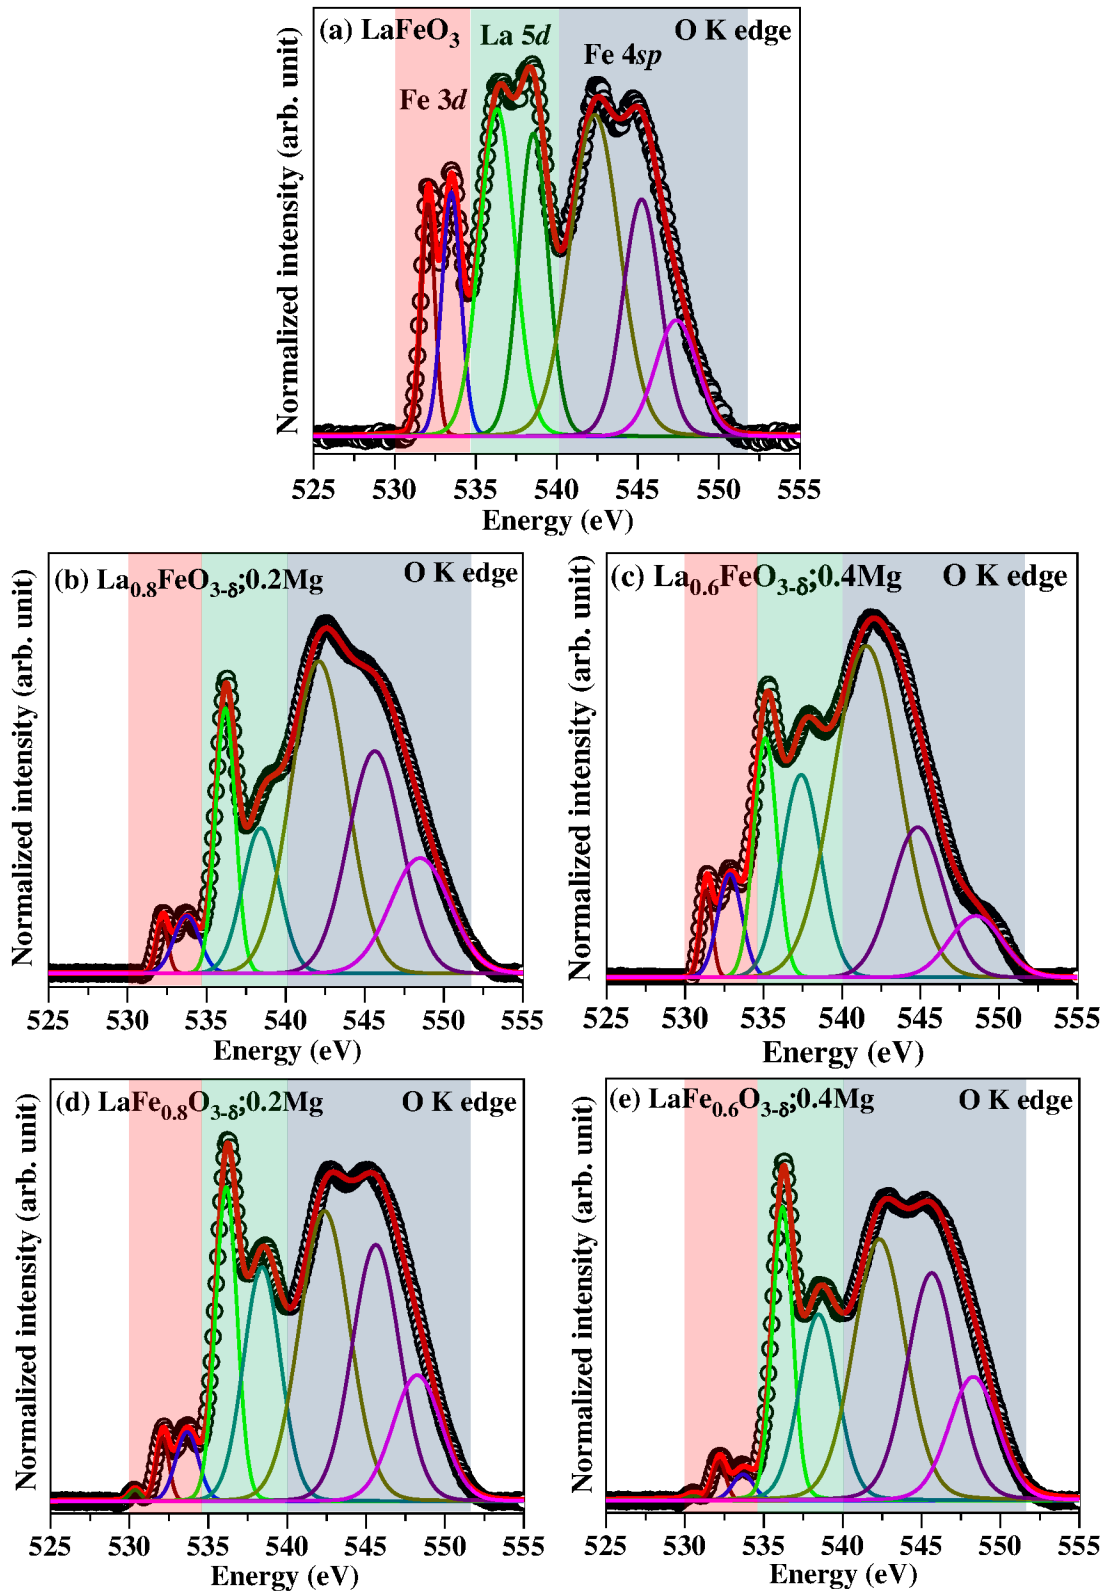 (a) LaFeO₃ La 5d O K edge
Fe 4sp
Fe 3d
Normalized intensity (arb. unit)
525 530 535 540 545 550 555
Energy (eV)
(b) La₀.₈FeO₃₋δ;0.2Mg O K edge
Normalized intensity (arb. unit)
525 530 535 540 545 550 555
Energy (eV)
(c) La₀.₆FeO₃₋δ;0.4Mg O K edge
Normalized intensity (arb. unit)
525 530 535 540 545 550 555
Energy (eV)
(d) LaFe₀.₈O₃₋δ;0.2Mg O K edge
Normalized intensity (arb. unit)
525 530 535 540 545 550 555
Energy (eV)
(e) LaFe₀.₆O₃₋δ;0.4Mg O K edge
Normalized intensity (arb. unit)
525 530 535 540 545 550 555
Energy (eV)